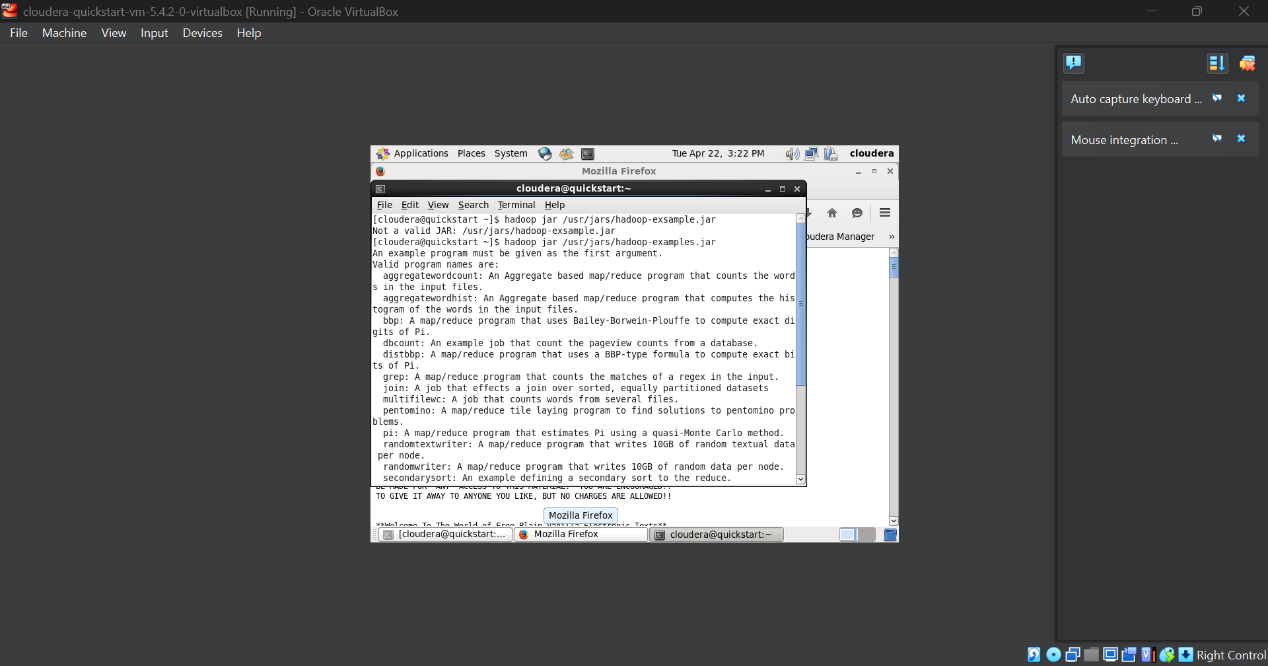 cloudera-quickstart-vm-5.4.2-0-virtualbox [Running] - Oracle VirtualBox
File Machine View Input Devices Help
Auto capture keyboard ...
Mouse integration ...
Applications Places System Tue Apr 22, 3:22 PM cloudera
Mozilla Firefox
cloudera@quickstart:~
File Edit View Search Terminal Help
oudera Manager »
[cloudera@quickstart ~]$ hadoop jar /usr/jars/hadoop-exsample.jar
Not a valid JAR: /usr/jars/hadoop-exsample.jar
[cloudera@quickstart ~]$ hadoop jar /usr/jars/hadoop-examples.jar
An example program must be given as the first argument.
Valid program names are:
aggregatewordcount: An Aggregate based map/reduce program that counts the word
s in the input files.
aggregatewordhist: An Aggregate based map/reduce program that computes the his
togram of the words in the input files.
bbp: A map/reduce program that uses Bailey-Borwein-Plouffe to compute exact di
gits of Pi.
dbcount: An example job that count the pageview counts from a database.
distbbp: A map/reduce program that uses a BBP-type formula to compute exact bi
ts of Pi.
grep: A map/reduce program that counts the matches of a regex in the input.
join: A job that effects a join over sorted, equally partitioned datasets
multifilewc: A job that counts words from several files.
pentomino: A map/reduce tile laying program to find solutions to pentomino pro
blems.
pi: A map/reduce program that estimates Pi using a quasi-Monte Carlo method.
randomtextwriter: A map/reduce program that writes 10GB of random textual data
per node.
randomwriter: A map/reduce program that writes 10GB of random data per node.
secondarysort: An example defining a secondary sort to the reduce.
TO GIVE IT AWAY TO ANYONE YOU LIKE, BUT NO CHARGES ARE ALLOWED!!
Mozilla Firefox
**Welcome To The World of Free Plain Vanilla Electronic Texts**
[cloudera@quickstart:... Mozilla Firefox cloudera@quickstart:~
Right Control